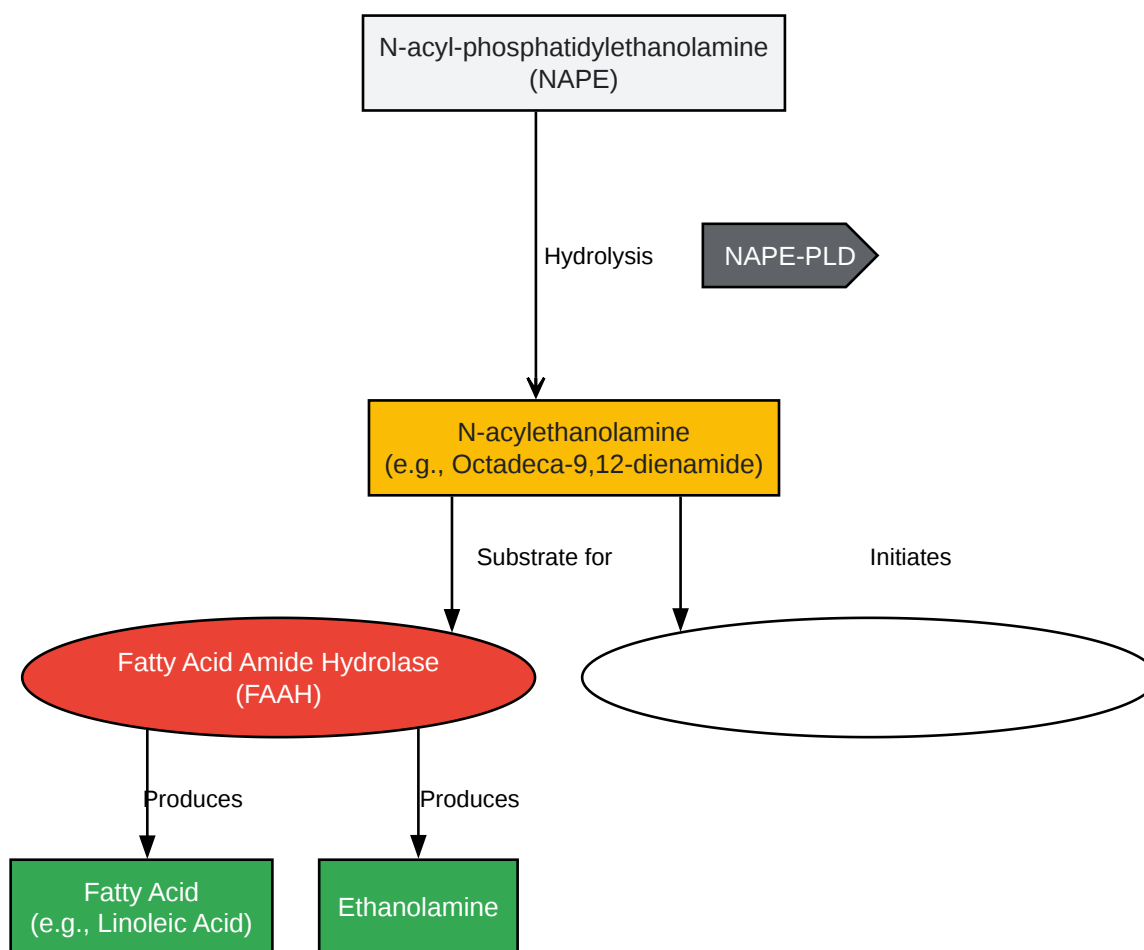 N-acyl-phosphatidylethanolamine
(NAPE)
Hydrolysis
NAPE-PLD
N-acylethanolamine
(e.g., Octadeca-9,12-dienamide)
Substrate for
Initiates
Fatty Acid Amide Hydrolase
(FAAH)
Produces
Produces
Fatty Acid
(e.g., Linoleic Acid)
Ethanolamine